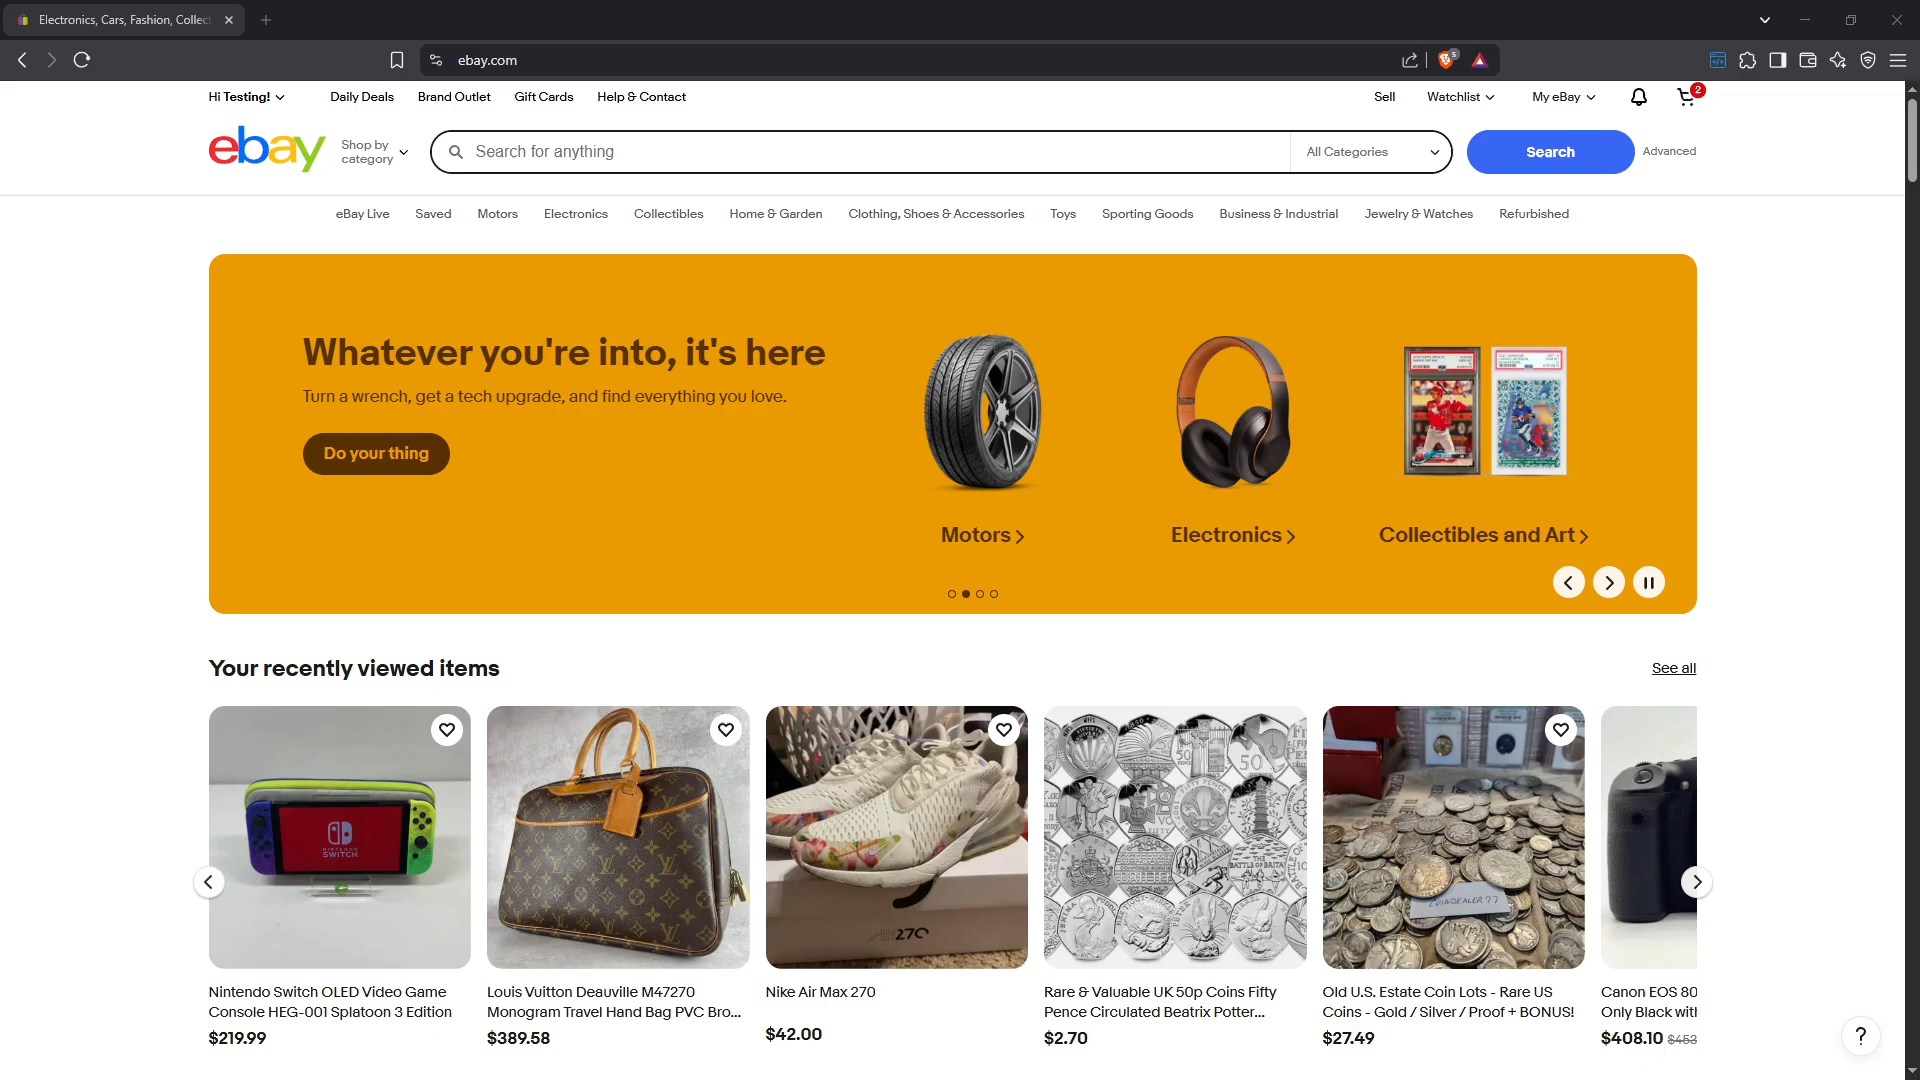 Electronics, Cars, Fashion, Collect
ebay.com
5
Hi Testing!
Daily Deals
Brand Outlet
Gift Cards
Help & Contact
Sell
Watchlist
My eBay
2
ebay
Shop by
category
Search for anything
All Categories
Search
Advanced
eBay Live
Saved
Motors
Electronics
Collectibles
Home & Garden
Clothing, Shoes & Accessories
Toys
Sporting Goods
Business & Industrial
Jewelry & Watches
Refurbished
Whatever you're into, it's here
Turn a wrench, get a tech upgrade, and find everything you love.
Do your thing
Motors
Electronics
Collectibles and Art
Your recently viewed items
See all
NINTENDO
SWITCH
270
COINDEALER77
Nintendo Switch OLED Video Game
Console HEG-001 Splatoon 3 Edition
$219.99
Louis Vuitton Deauville M47270
Monogram Travel Hand Bag PVC Bro...
$389.58
Nike Air Max 270
$42.00
Rare & Valuable UK 50p Coins Fifty
Pence Circulated Beatrix Potter...
$2.70
Old U.S. Estate Coin Lots - Rare US
Coins - Gold / Silver / Proof + BONUS!
$27.49
Canon EOS 80
Only Black with
$408.10 $453
?